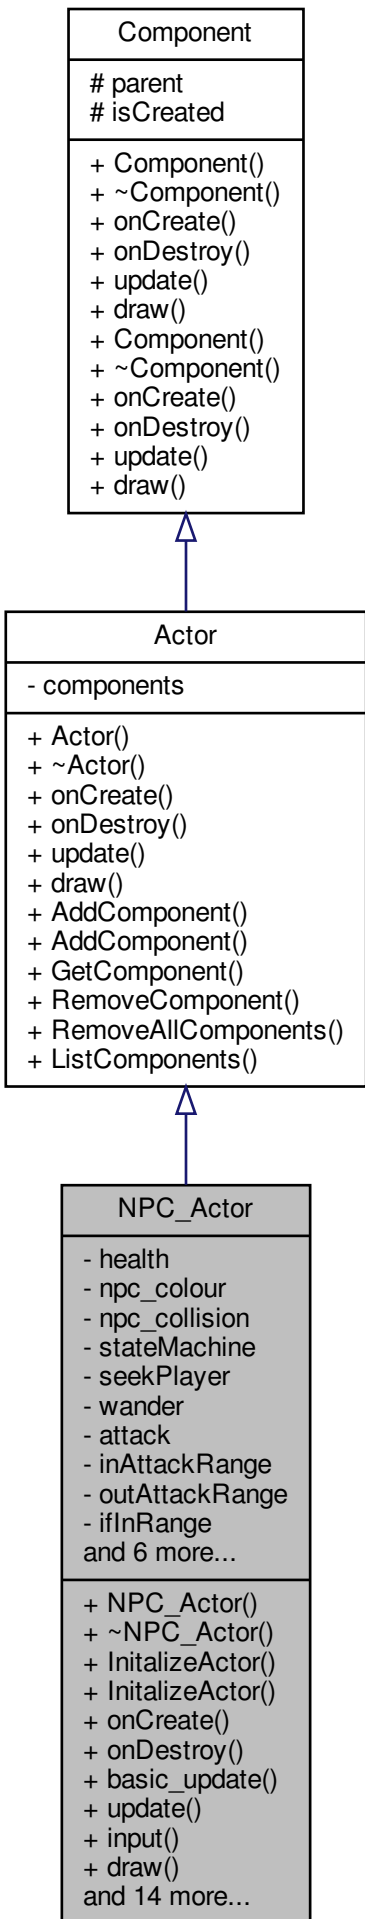 Component
# parent
# isCreated
+ Component()
+ ~Component()
+ onCreate()
+ onDestroy()
+ update()
+ draw()
+ Component()
+ ~Component()
+ onCreate()
+ onDestroy()
+ update()
+ draw()
Actor
- components
+ Actor()
+ ~Actor()
+ onCreate()
+ onDestroy()
+ update()
+ draw()
+ AddComponent()
+ AddComponent()
+ GetComponent()
+ RemoveComponent()
+ RemoveAllComponents()
+ ListComponents()
NPC_Actor
- health
- npc_colour
- npc_collision
- stateMachine
- seekPlayer
- wander
- attack
- inAttackRange
- outAttackRange
- ifInRange
and 6 more...
+ NPC_Actor()
+ ~NPC_Actor()
+ InitalizeActor()
+ InitalizeActor()
+ onCreate()
+ onDestroy()
+ basic_update()
+ update()
+ input()
+ draw()
and 14 more...